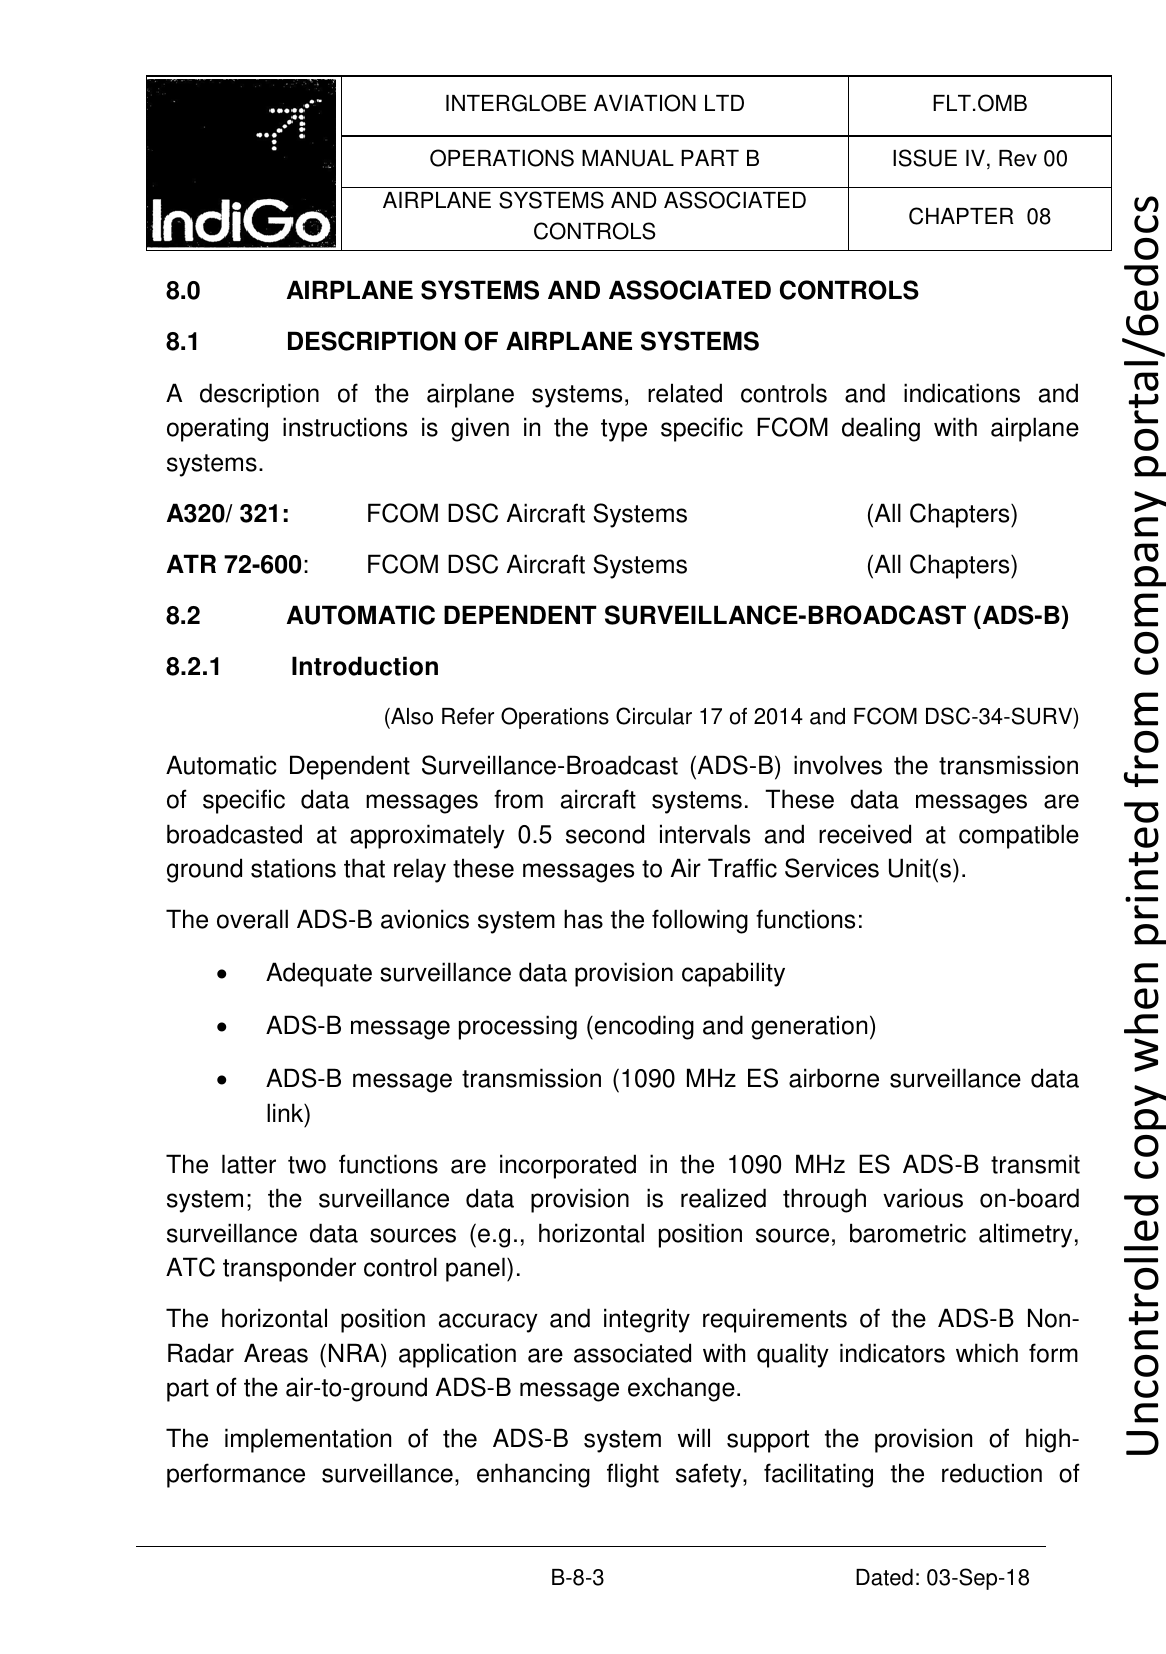 IndiGo
INTERGLOBE AVIATION LTD
FLT.OMB
OPERATIONS MANUAL PART B
ISSUE IV, Rev 00
AIRPLANE SYSTEMS AND ASSOCIATED
CONTROLS
CHAPTER 08
8.0 AIRPLANE SYSTEMS AND ASSOCIATED CONTROLS
8.1 DESCRIPTION OF AIRPLANE SYSTEMS
A description of the airplane systems, related controls and indications and
operating instructions is given in the type specific FCOM dealing with airplane
systems.
A320/ 321: FCOM DSC Aircraft Systems (All Chapters)
ATR 72-600: FCOM DSC Aircraft Systems (All Chapters)
8.2 AUTOMATIC DEPENDENT SURVEILLANCE-BROADCAST (ADS-B)
8.2.1 Introduction
(Also Refer Operations Circular 17 of 2014 and FCOM DSC-34-SURV)
Automatic Dependent Surveillance-Broadcast (ADS-B) involves the transmission
of specific data messages from aircraft systems. These data messages are
broadcasted at approximately 0.5 second intervals and received at compatible
ground stations that relay these messages to Air Traffic Services Unit(s).
The overall ADS-B avionics system has the following functions:
• Adequate surveillance data provision capability
• ADS-B message processing (encoding and generation)
• ADS-B message transmission (1090 MHz ES airborne surveillance data
link)
The latter two functions are incorporated in the 1090 MHz ES ADS-B transmit
system; the surveillance data provision is realized through various on-board
surveillance data sources (e.g., horizontal position source, barometric altimetry,
ATC transponder control panel).
The horizontal position accuracy and integrity requirements of the ADS-B Non-
Radar Areas (NRA) application are associated with quality indicators which form
part of the air-to-ground ADS-B message exchange.
The implementation of the ADS-B system will support the provision of high-
performance surveillance, enhancing flight safety, facilitating the reduction of
B-8-3 Dated: 03-Sep-18
Uncontrolled copy when printed from company portal/6edocs